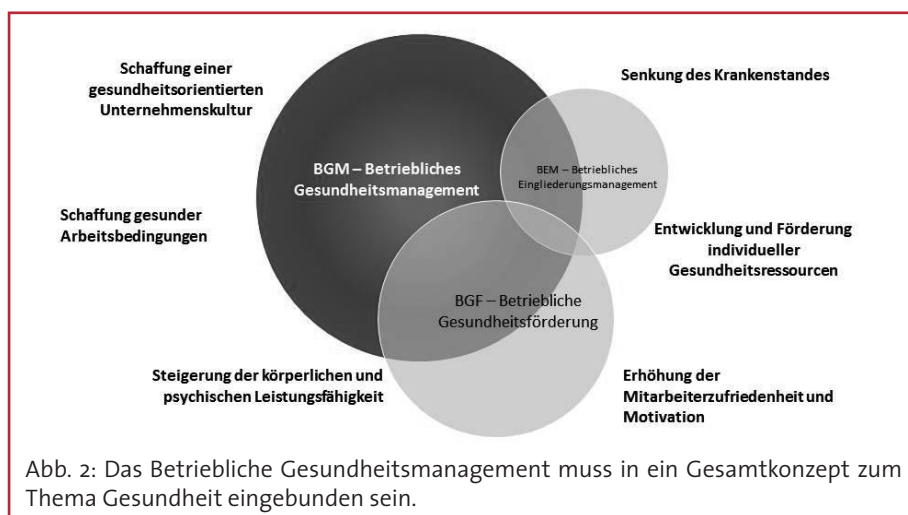 Schaffung einer
gesundheitsorientierten
Unternehmenskultur
Senkung des Krankenstandes
BGM – Betriebliches
Gesundheitsmanagement
BEM – Betriebliches
Eingliederungsmanagement
Schaffung gesunder
Arbeitsbedingungen
Entwicklung und Förderung
individueller
Gesundheitsressourcen
BGF – Betriebliche
Gesundheitsförderung
Steigerung der körperlichen und
psychischen Leistungsfähigkeit
Erhöhung der
Mitarbeiterzufriedenheit und
Motivation
Abb. 2: Das Betriebliche Gesundheitsmanagement muss in ein Gesamtkonzept zum
Thema Gesundheit eingebunden sein.